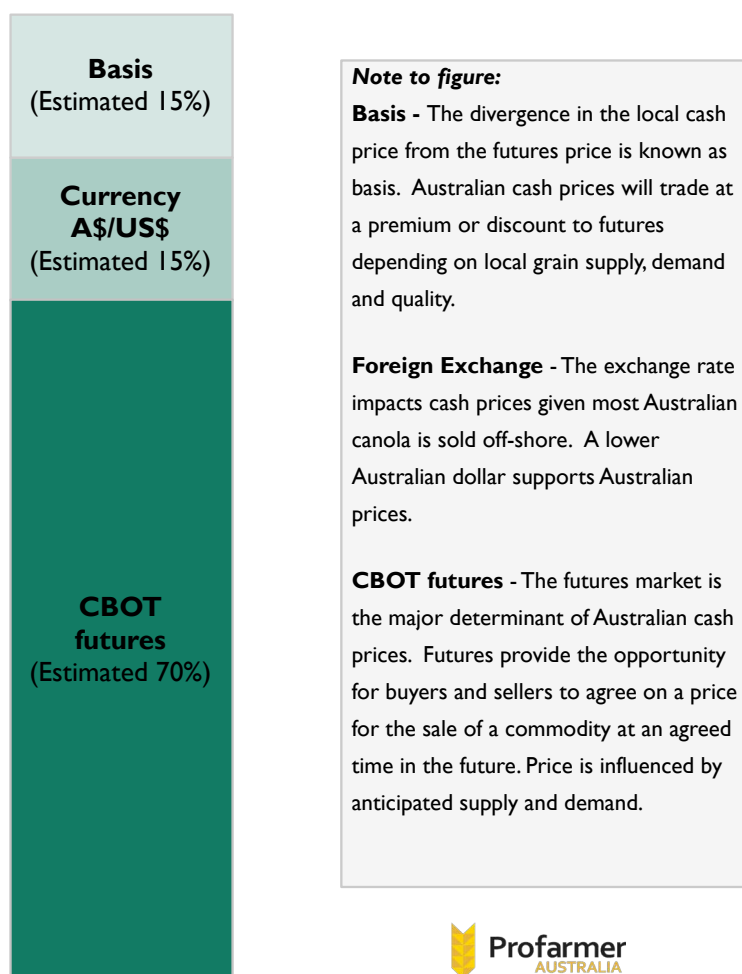 Basis
(Estimated 15%)
Currency
A$/US$
(Estimated 15%)
CBOT
futures
(Estimated 70%)
Note to figure:
Basis - The divergence in the local cash
price from the futures price is known as
basis. Australian cash prices will trade at
a premium or discount to futures
depending on local grain supply, demand
and quality.
Foreign Exchange - The exchange rate
impacts cash prices given most Australian
canola is sold off-shore. A lower
Australian dollar supports Australian
prices.
CBOT futures - The futures market is
the major determinant of Australian cash
prices. Futures provide the opportunity
for buyers and sellers to agree on a price
for the sale of a commodity at an agreed
time in the future. Price is influenced by
anticipated supply and demand.
Profarmer
AUSTRALIA